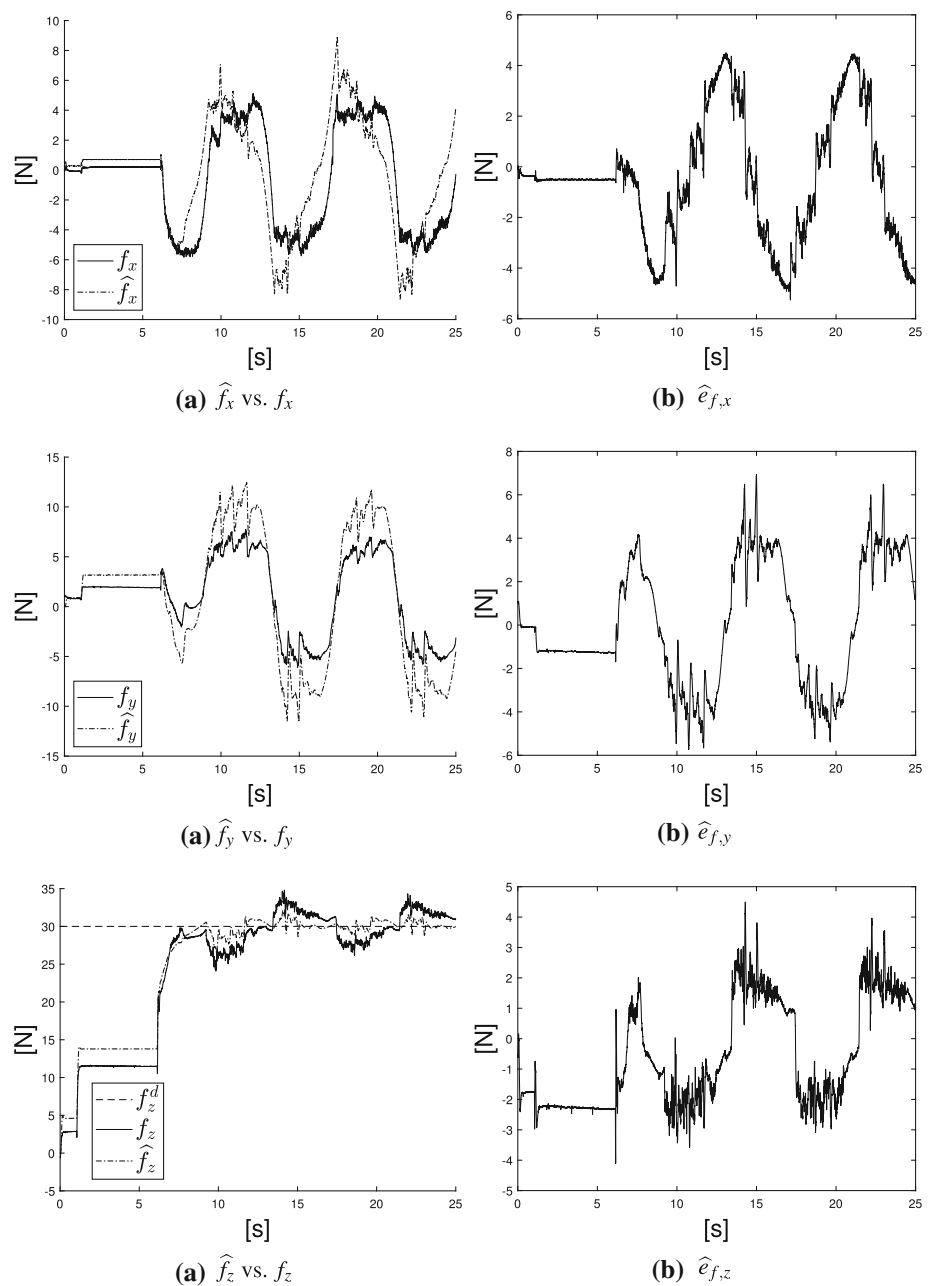 10
8
6
4
2
0
-2
-4
-6
-8
-10
[N]
f_x
\widehat{f}_x
0 5 10 15 20 25
[s]
(a) \widehat{f}_x vs. f_x
6
4
2
0
-2
-4
-6
[N]
0 5 10 15 20 25
[s]
(b) \widehat{e}_{f,x}
15
10
5
0
-5
-10
-15
[N]
f_y
\widehat{f}_y
0 5 10 15 20 25
[s]
(a) \widehat{f}_y vs. f_y
8
6
4
2
0
-2
-4
-6
[N]
0 5 10 15 20 25
[s]
(b) \widehat{e}_{f,y}
35
30
25
20
15
10
5
0
-5
[N]
f_z^d
f_z
\widehat{f}_z
0 5 10 15 20 25
[s]
(a) \widehat{f}_z vs. f_z
5
4
3
2
1
0
-1
-2
-3
-4
-5
[N]
0 5 10 15 20 25
[s]
(b) \widehat{e}_{f,z}